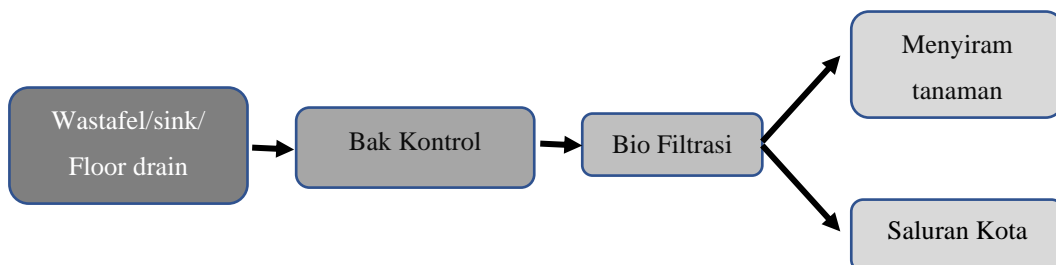 Wastafel/sink/
Floor drain
Bak Kontrol
Bio Filtrasi
Menyiram
tanaman
Saluran Kota